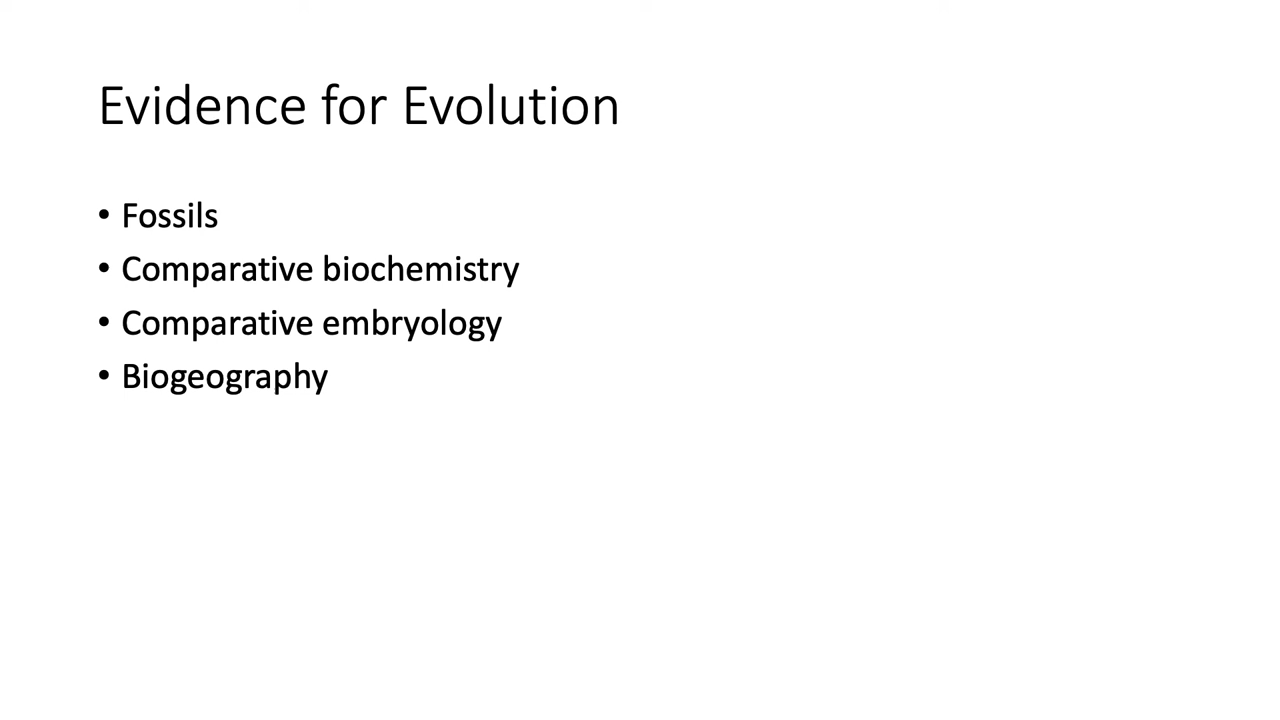 Evidence for Evolution
• Fossils
• Comparative biochemistry
• Comparative embryology
• Biogeography